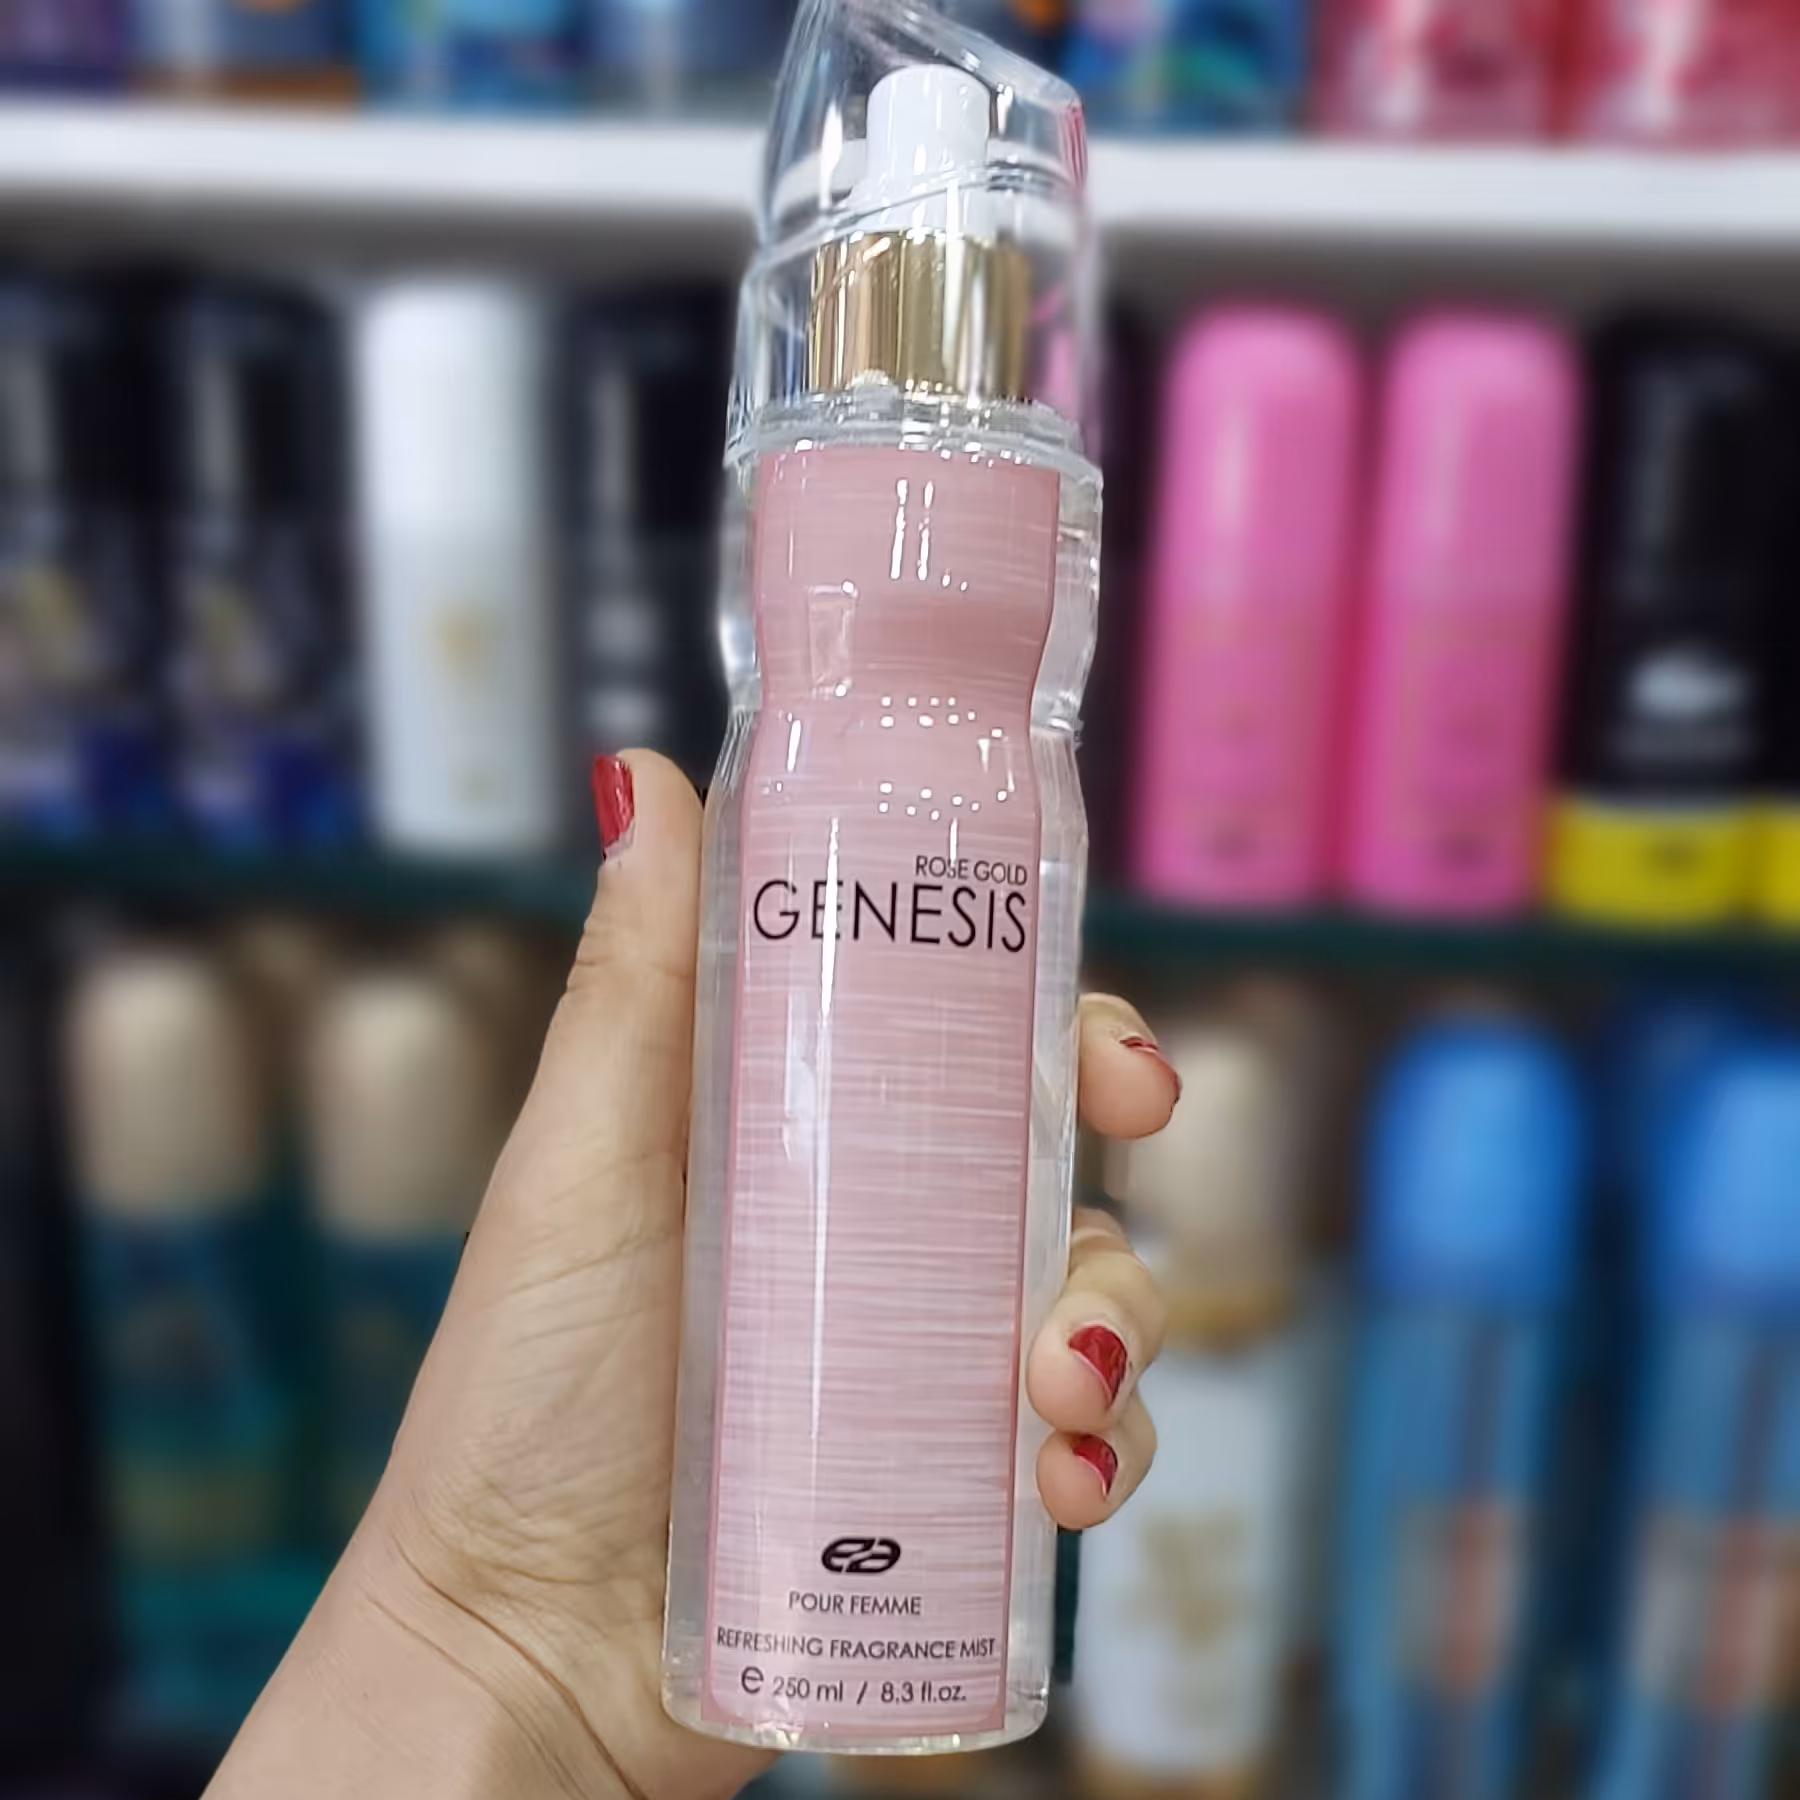 ROSE GOLD
GENESIS
POUR FEMME
REFRESHING FRAGRANCE MIST
e 250 ml / 8.3 fl.oz.